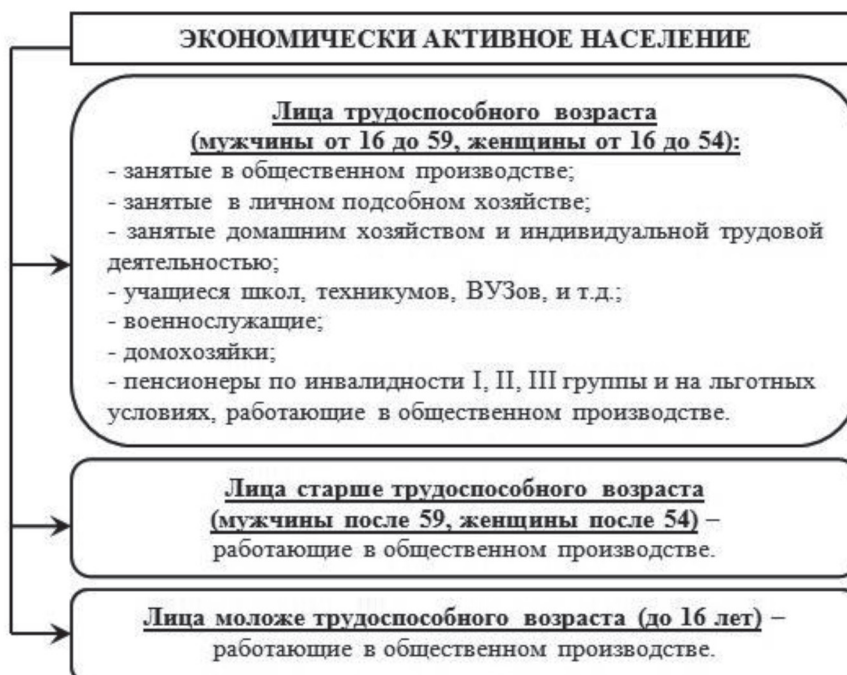 ЭКОНОМИЧЕСКИ АКТИВНОЕ НАСЕЛЕНИЕ
Лица трудоспособного возраста
(мужчины от 16 до 59, женщины от 16 до 54):
- занятые в общественном производстве;
- занятые в личном подсобном хозяйстве;
- занятые домашним хозяйством и индивидуальной трудовой
деятельностью;
- учащиеся школ, техникумов, ВУЗов, и т.д.;
- военнослужащие;
- домохозяйки;
- пенсионеры по инвалидности I, II, III группы и на льготных
условиях, работающие в общественном производстве.
Лица старше трудоспособного возраста
(мужчины после 59, женщины после 54) –
работающие в общественном производстве.
Лица моложе трудоспособного возраста (до 16 лет) –
работающие в общественном производстве.